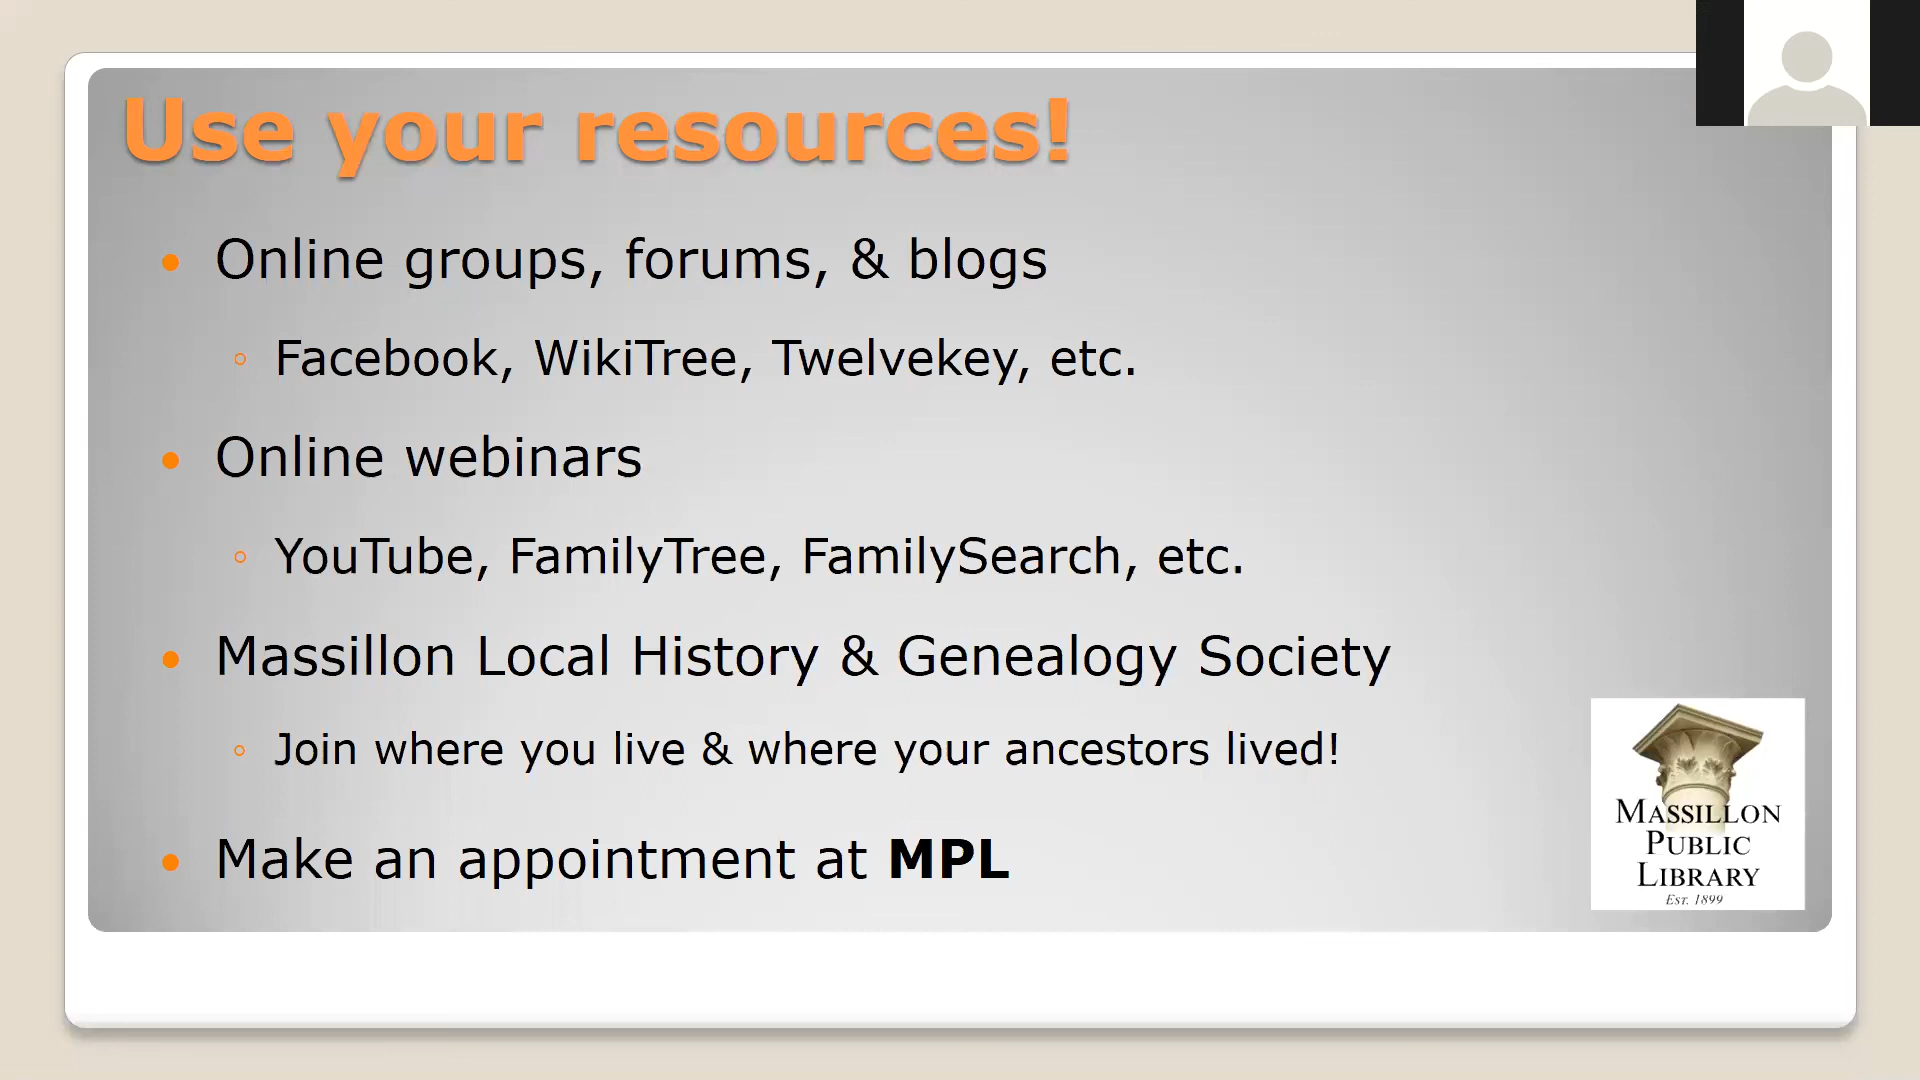 Use your resources!
Online groups, forums, & blogs
Facebook, WikiTree, Twelvekey, etc.
Online webinars
YouTube, FamilyTree, FamilySearch, etc.
Massillon Local History & Genealogy Society
Join where you live & where your ancestors lived!
Make an appointment at MPL
MASSILLON
PUBLIC
LIBRARY
EST. 1899